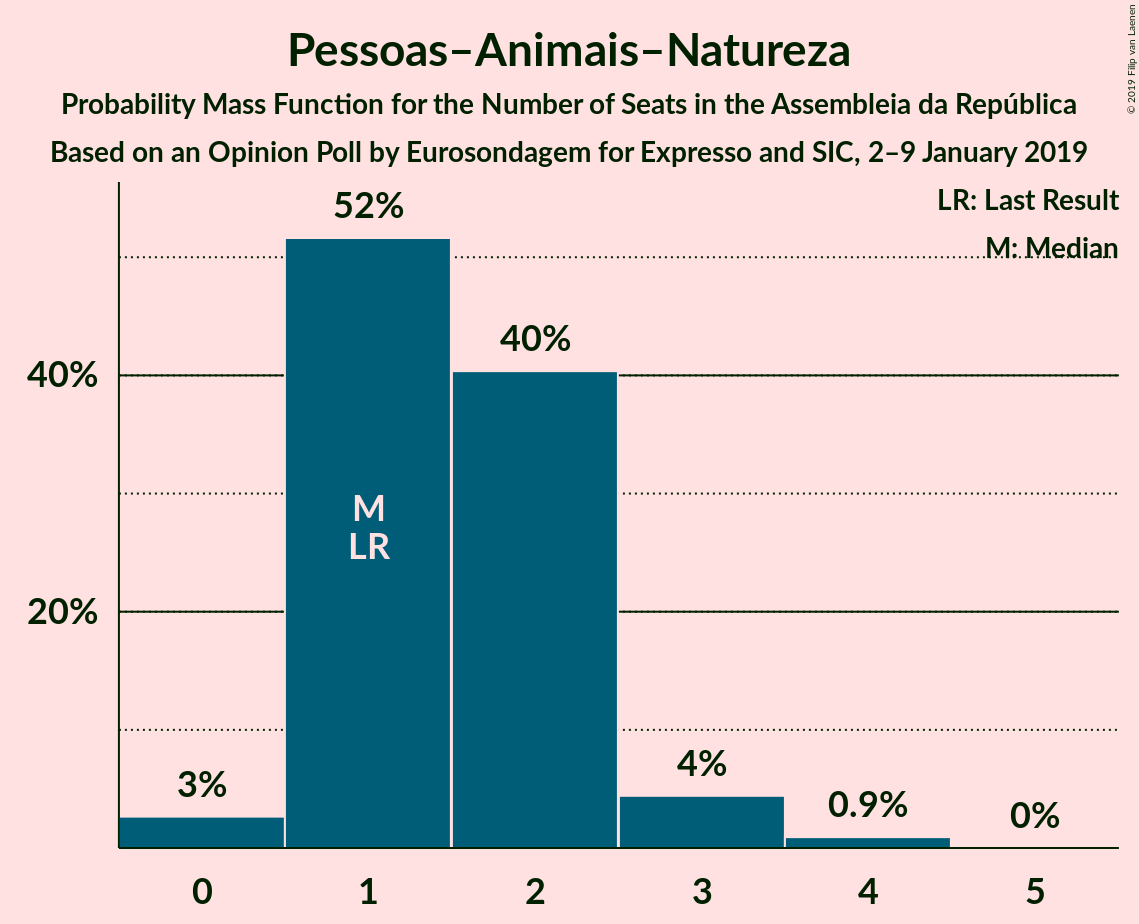 Pessoas–Animais–Natureza
Probability Mass Function for the Number of Seats in the Assembleia da República
Based on an Opinion Poll by Eurosondagem for Expresso and SIC, 2–9 January 2019
© 2019 Filip van Laenen
LR: Last Result
M: Median
52%
40%
40%
M
LR
20%
3%
4%
0.9%
0%
0 1 2 3 4 5